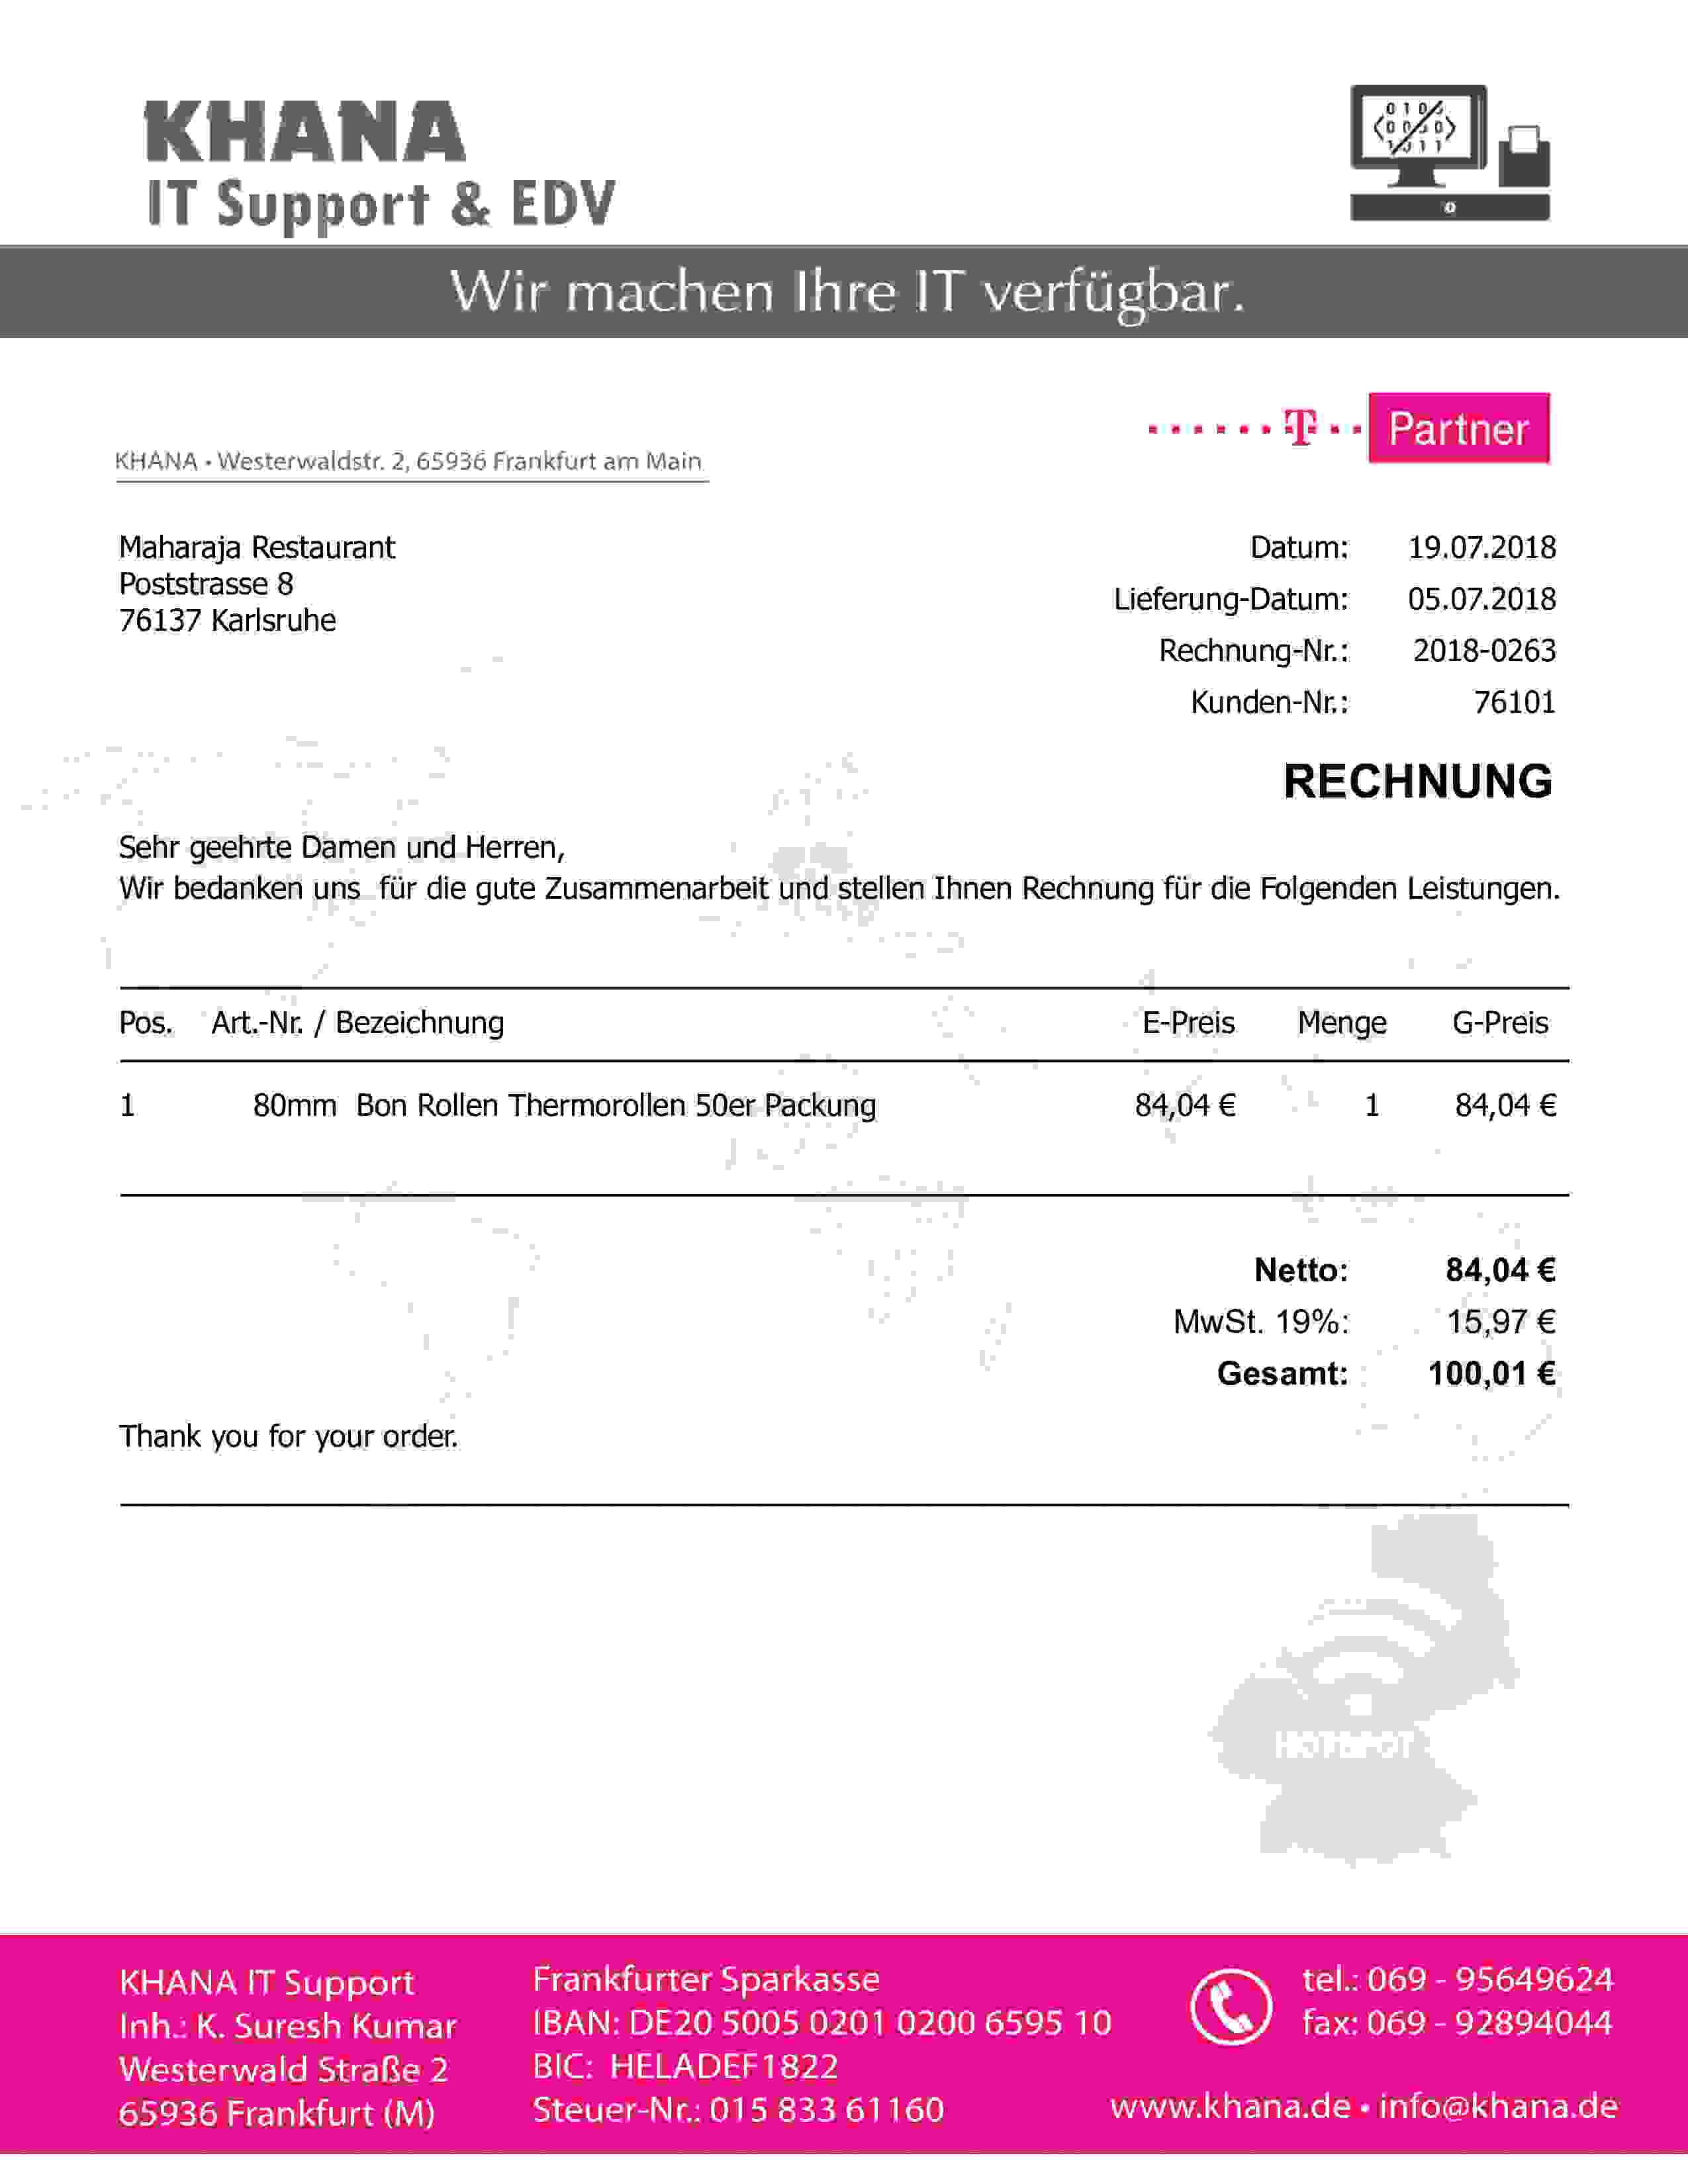 KHANA
IT Support & EDV
Wir machen Ihre IT verfügbar.
T Partner
KHANA • Westerwaldstr. 2, 65936 Frankfurt am Main
Maharaja Restaurant
Poststrasse 8
76137 Karlsruhe
Datum: 19.07.2018
Lieferung-Datum: 05.07.2018
Rechnung-Nr.: 2018-0263
Kunden-Nr.: 76101
RECHNUNG
Sehr geehrte Damen und Herren,
Wir bedanken uns für die gute Zusammenarbeit und stellen Ihnen Rechnung für die Folgenden Leistungen.
Pos. Art.-Nr. / Bezeichnung E-Preis Menge G-Preis
1 80mm Bon Rollen Thermorollen 50er Packung 84,04 € 1 84,04 €
Netto: 84,04 €
MwSt. 19%: 15,97 €
Gesamt: 100,01 €
Thank you for your order.
KHANA IT Support
Inh.: K. Suresh Kumar
Westerwald Straße 2
65936 Frankfurt (M)
Frankfurter Sparkasse
IBAN: DE20 5005 0201 0200 6595 10
BIC: HELADEF1822
Steuer-Nr.: 015 833 61160
tel.: 069 - 95649624
fax: 069 - 92894044
www.khana.de • info@khana.de